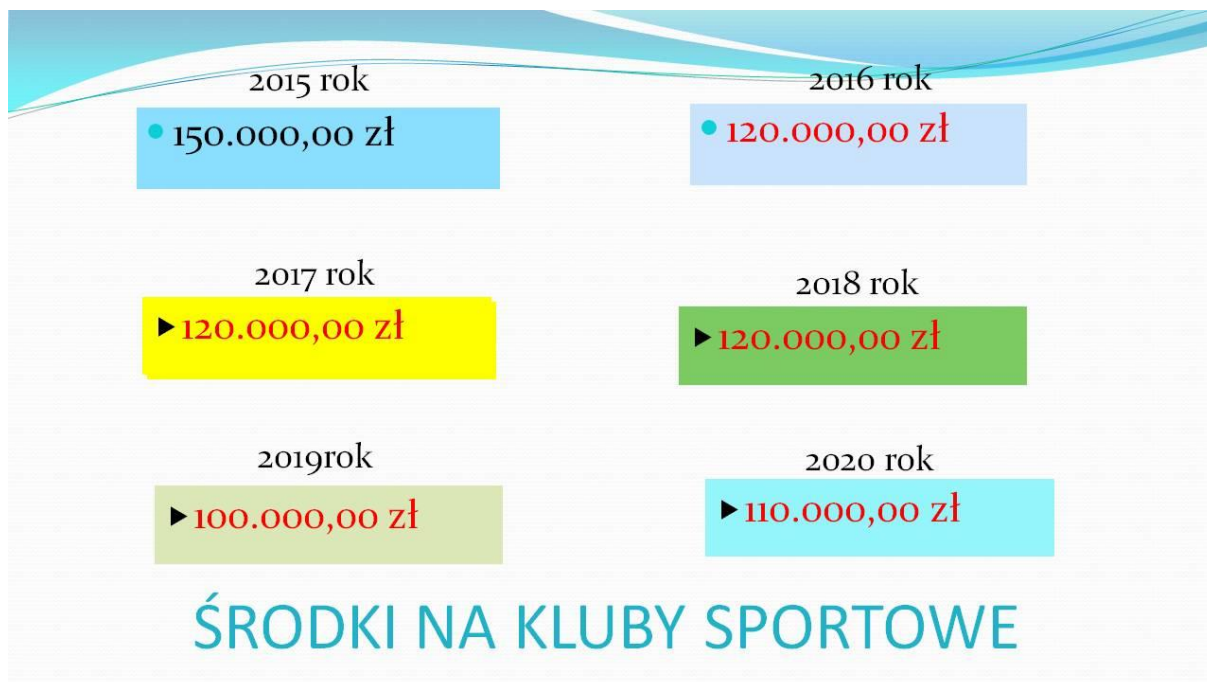 2015 rok
150.000,00 zł
2016 rok
120.000,00 zł
2017 rok
120.000,00 zł
2018 rok
120.000,00 zł
2019rok
100.000,00 zł
2020 rok
110.000,00 zł
ŚRODKI NA KLUBY SPORTOWE